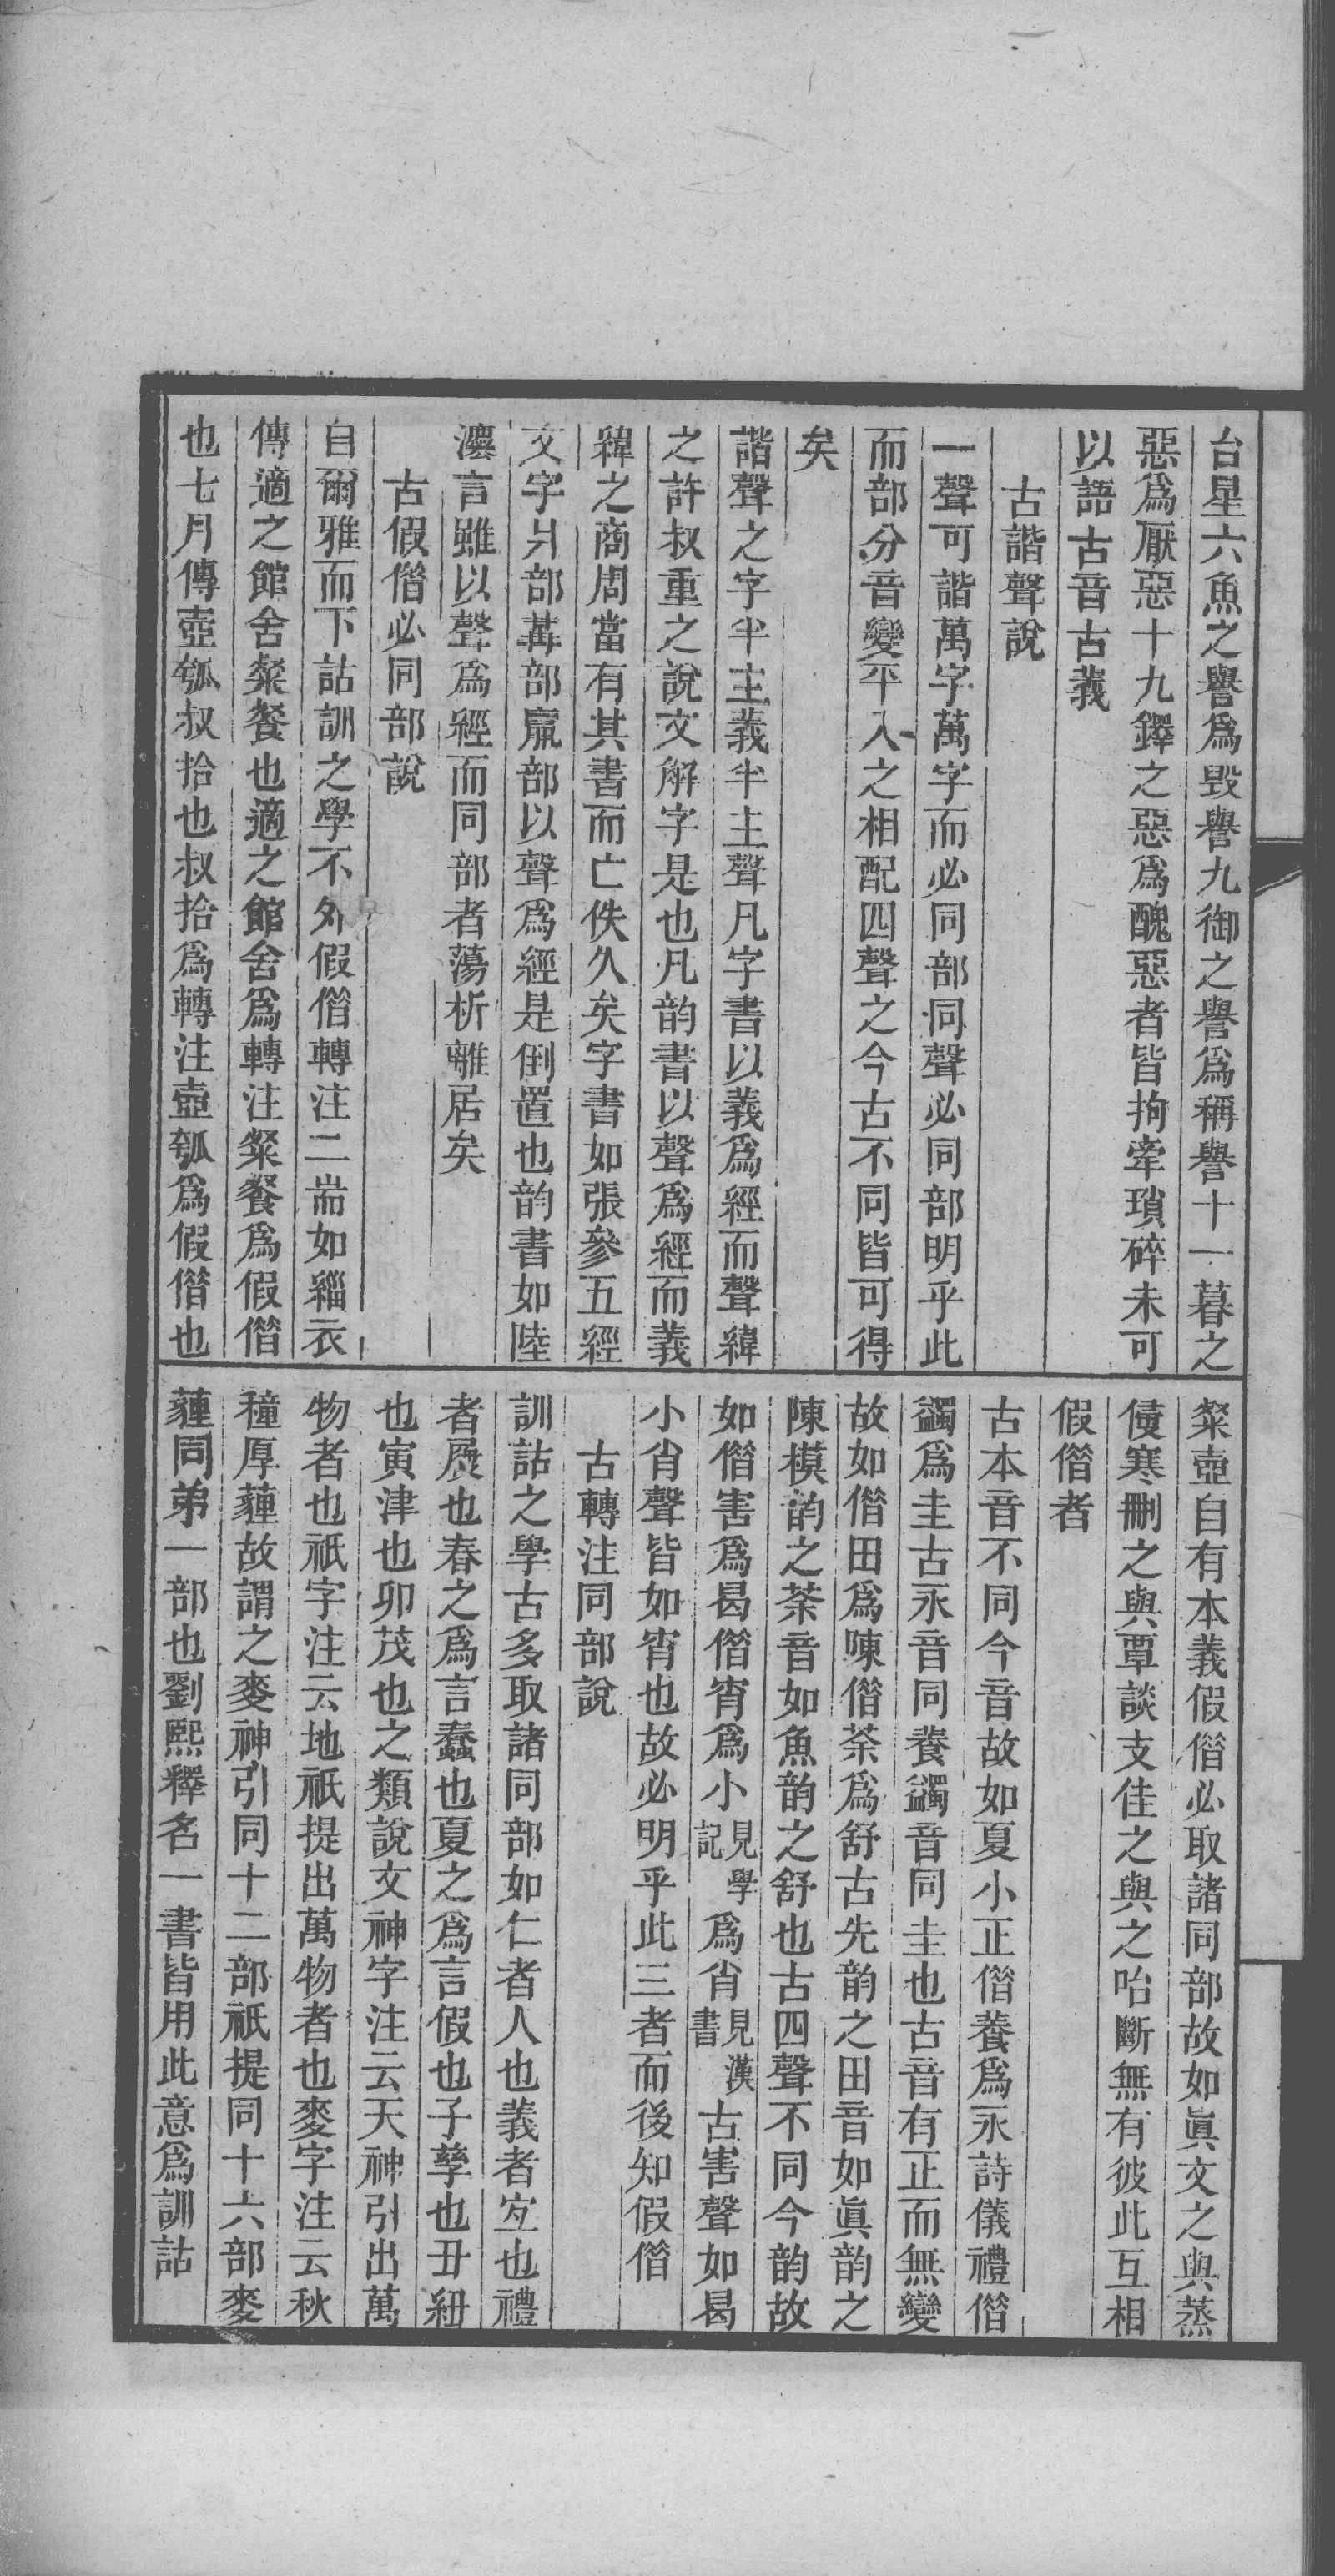 台星六魚之譽爲毀譽九御之譽爲稱譽十一暮之
惡爲厭惡十九鐸之惡爲醜惡者皆拘牽瑣碎未可
以語古音古義
古諧聲說
一聲可諧萬字萬字而必同部同聲必同部明乎此
而部分音變平入之相配四聲之今古不同皆可得
矣
諧聲之字半主義半主聲凡字書以義爲經而聲緯
之許叔重之說文解字是也凡韵書以聲爲經而義
緯之商周當有其書而亡佚久矣字書如張參五經
文字爿部冓部𣎆部以聲爲經是倒置也韵書如陸
灋言雖以聲爲經而同部者蕩析離居矣
古假借必同部說
自爾雅而下詁訓之學不外假借轉注二耑如緇衣
傳適之館舍粲餐也適之館舍爲轉注粲餐爲假借
也七月傳壺瓠叔拾也叔拾爲轉注壺瓠爲假借也
粲壺自有本義假借必取諸同部故如眞文之與蒸
侵寒刪之與覃談支佳之與之咍斷無有彼此互相
假借者
古本音不同今音故如夏小正借養爲永詩儀禮借
蠲爲圭古永音同養蠲音同圭也古音有正而無變
故如借田爲陳借荼爲舒古先韵之田音如眞韵之
陳模韵之荼音如魚韵之舒也古四聲不同今韵故
如借害爲曷借宵爲小見學記爲肖見漢書古害聲如曷
小肖聲皆如宵也故必明乎此三者而後知假借
古轉注同部說
訓詁之學古多取諸同部如仁者人也義者宐也禮
者履也春之爲言蠢也夏之爲言假也子孳也丑紐
也寅津也卯茂也之類說文神字注云天神引出萬
物者也祇字注云地祇提出萬物者也麥字注云秋
穜厚薶故謂之麥神引同十二部祇提同十六部麥
薶同弟一部也劉熙釋名一書皆用此意爲訓詁